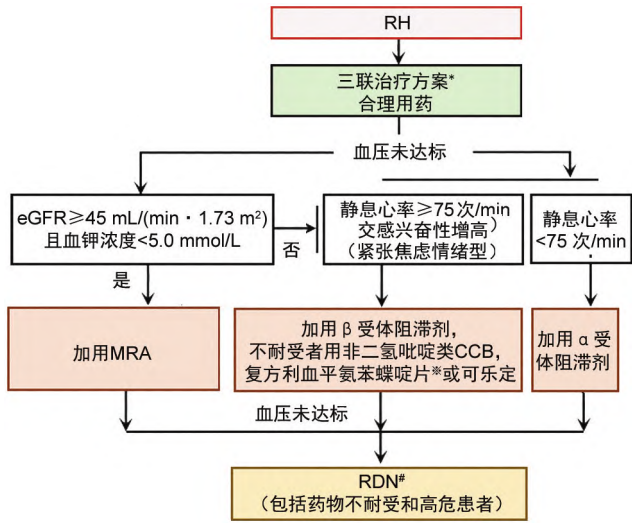 RH
三联治疗方案*
合理用药
血压未达标
eGFR≥45 mL/(min·1.73 m²)
且血钾浓度<5.0 mmol/L
否
静息心率≥75次/min
交感兴奋性增高)
(紧张焦虑情绪型)
静息心率
<75 次/min
是
加用MRA
加用β受体阻滞剂,
不耐受者用非二氢吡啶类CCB,
复方利血平氨苯蝶啶片※或可乐定
加用α受
体阻滞剂
血压未达标
RDN#
(包括药物不耐受和高危患者)